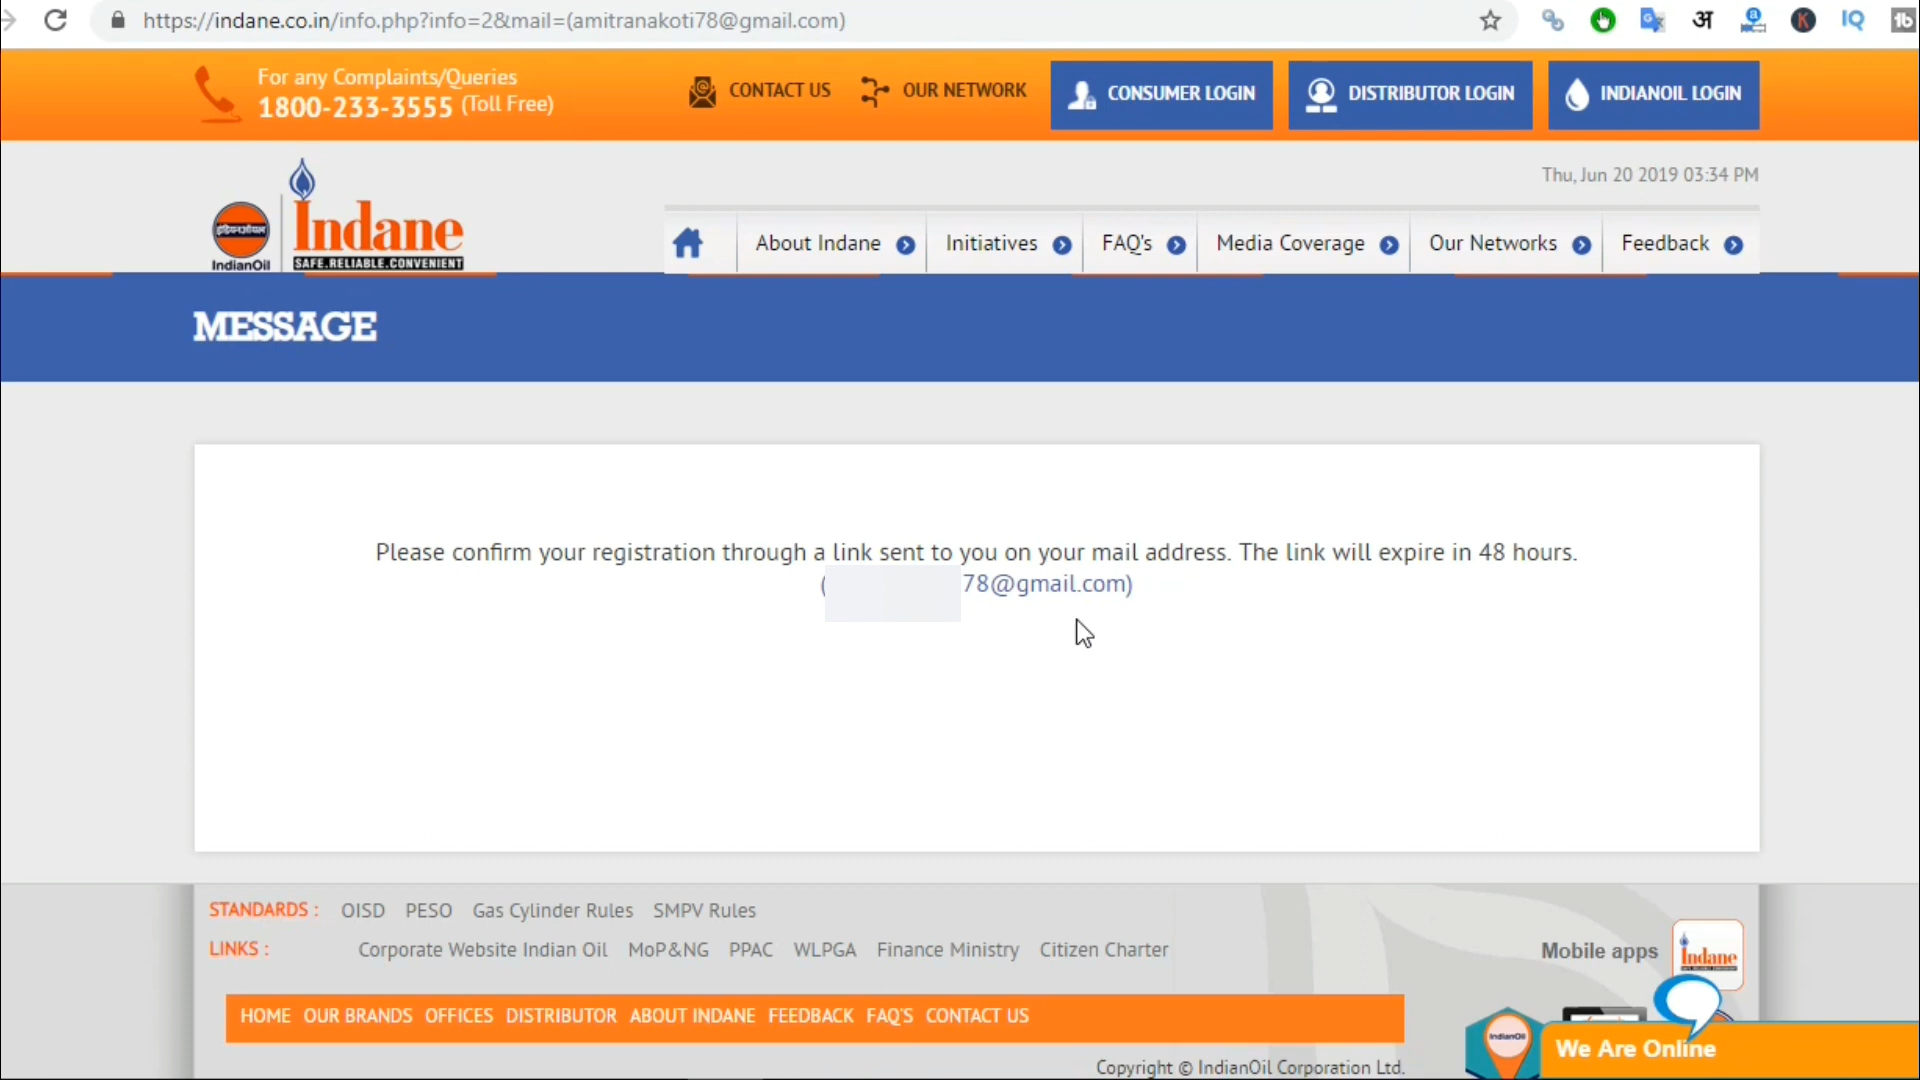 https://indane.co.in/info.php?info=2&mail=(amitranakoti78@gmail.com)
अ
K
IQ
For any Complaints/Queries
1800-233-3555 (Toll Free)
CONTACT US
OUR NETWORK
CONSUMER LOGIN
DISTRIBUTOR LOGIN
INDIANOIL LOGIN
Thu, Jun 20 2019 03:34 PM
इंडियनऑयल
IndianOil
Indane
SAFE.RELIABLE.CONVENIENT
About Indane
Initiatives
FAQ's
Media Coverage
Our Networks
Feedback
MESSAGE
Please confirm your registration through a link sent to you on your mail address. The link will expire in 48 hours.
( 78@gmail.com)
STANDARDS : OISD PESO Gas Cylinder Rules SMPV Rules
LINKS : Corporate Website Indian Oil MoP&NG PPAC WLPGA Finance Ministry Citizen Charter
Mobile apps
Indane
HOME OUR BRANDS OFFICES DISTRIBUTOR ABOUT INDANE FEEDBACK FAQ'S CONTACT US
IndianOil
We Are Online
Copyright © IndianOil Corporation Ltd.